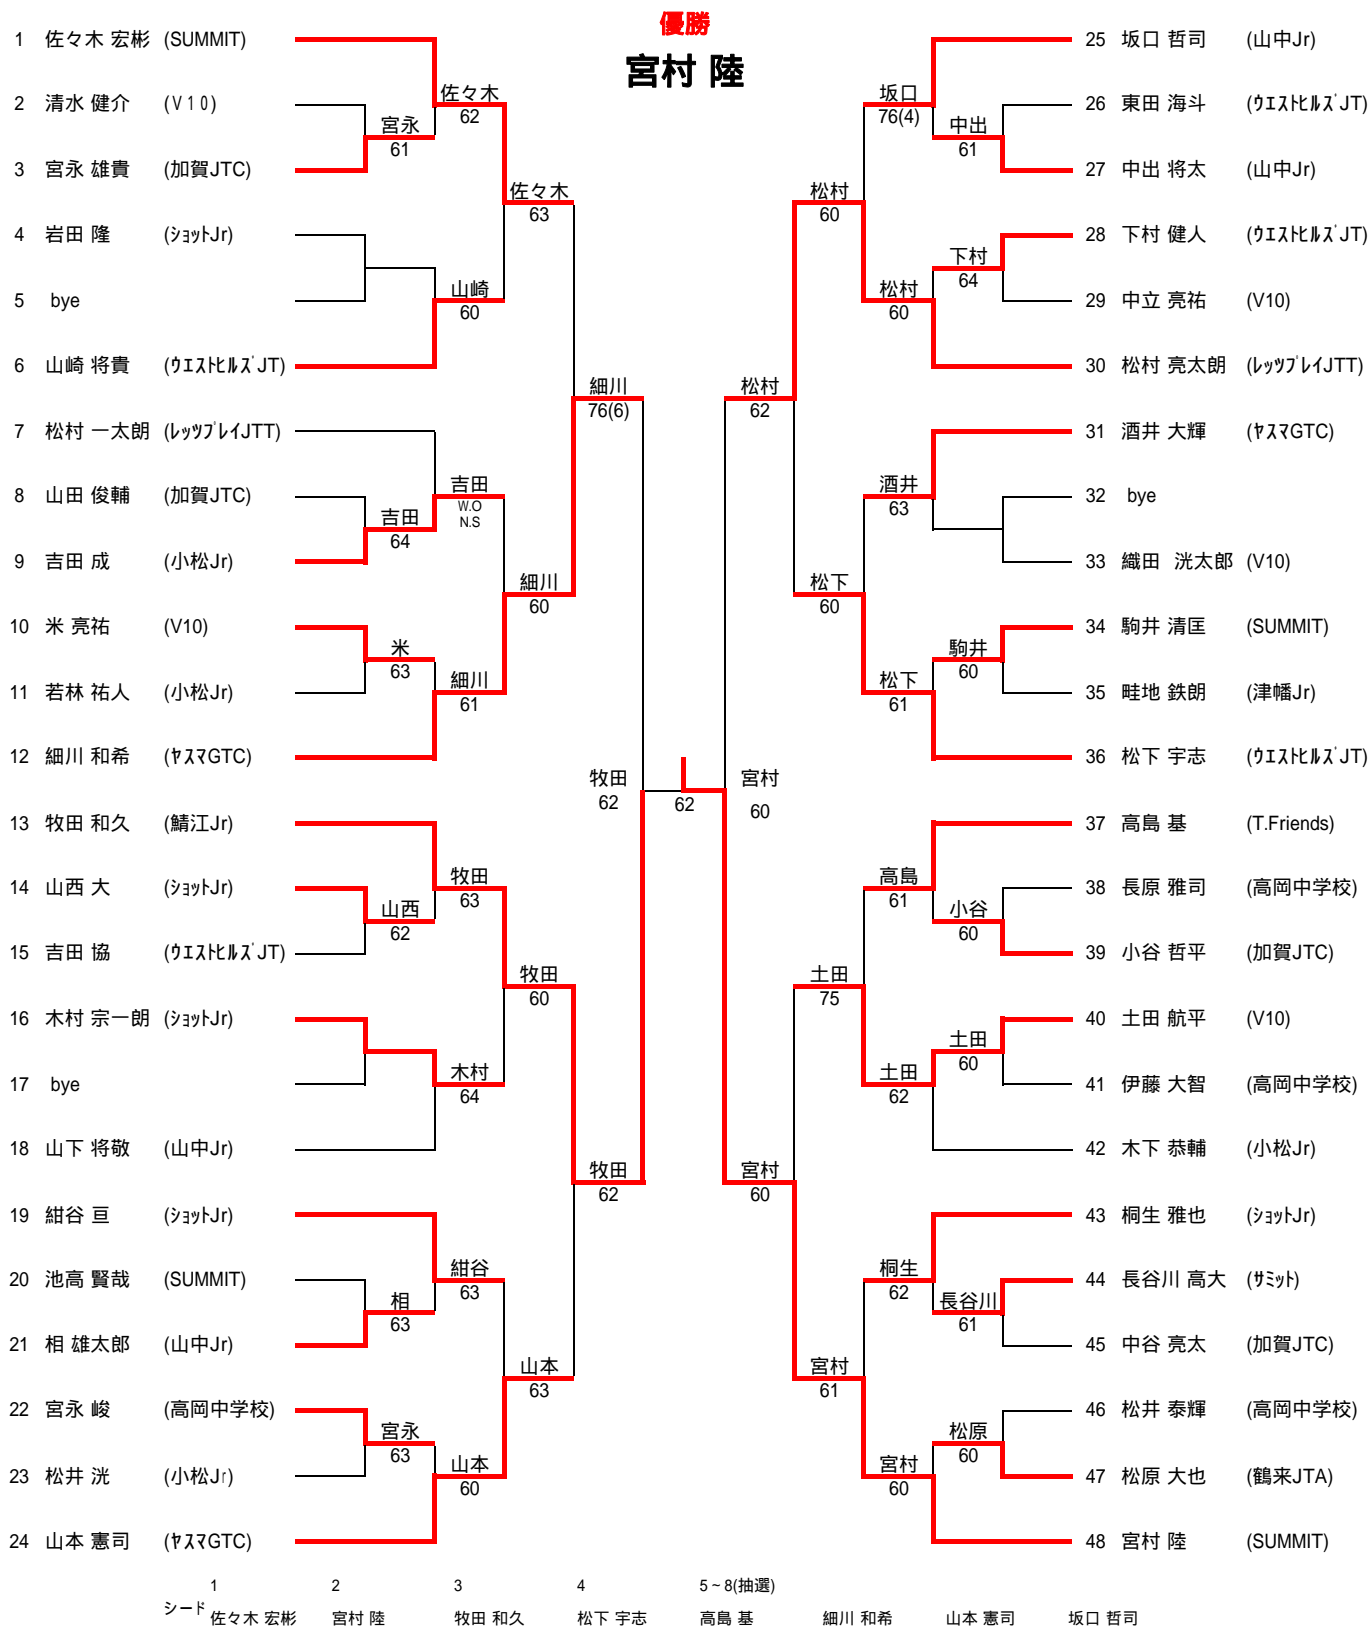 優勝
宮村 陸
1 佐々木 宏彬 (SUMMIT)
2 清水 健介 (V10)
3 宮永 雄貴 (加賀JTC)
4 岩田 隆 (ｼｮｯﾄJr)
5 bye
6 山崎 将貴 (ｳｴｽﾄﾋﾙｽﾞJT)
7 松村 一太朗 (ﾚｯﾂﾌﾟﾚｲJTT)
8 山田 俊輔 (加賀JTC)
9 吉田 成 (小松Jr)
10 米 亮祐 (V10)
11 若林 祐人 (小松Jr)
12 細川 和希 (ﾔｽﾏGTC)
13 牧田 和久 (鯖江Jr)
14 山西 大 (ｼｮｯﾄJr)
15 吉田 協 (ｳｴｽﾄﾋﾙｽﾞJT)
16 木村 宗一朗 (ｼｮｯﾄJr)
17 bye
18 山下 将敬 (山中Jr)
19 紺谷 亘 (ｼｮｯﾄJr)
20 池高 賢哉 (SUMMIT)
21 相 雄太郎 (山中Jr)
22 宮永 峻 (高岡中学校)
23 松井 洸 (小松Jr)
24 山本 憲司 (ﾔｽﾏGTC)
宮永
61
吉田
64
米
63
山西
62
相
63
宮永
63
佐々木
62
山崎
60
吉田
W.O
N.S
細川
61
牧田
63
木村
64
紺谷
63
山本
60
佐々木
63
細川
60
牧田
60
山本
63
細川
76(6)
牧田
62
牧田
62
62
宮村
60
松村
62
宮村
60
松村
60
松下
60
土田
75
宮村
61
坂口
76(4)
松村
60
酒井
63
松下
61
高島
61
土田
62
桐生
62
宮村
60
中出
61
下村
64
駒井
60
小谷
60
土田
60
長谷川
61
松原
60
25 坂口 哲司 (山中Jr)
26 東田 海斗 (ｳｴｽﾄﾋﾙｽﾞJT)
27 中出 将太 (山中Jr)
28 下村 健人 (ｳｴｽﾄﾋﾙｽﾞJT)
29 中立 亮祐 (V10)
30 松村 亮太朗 (ﾚｯﾂﾌﾟﾚｲJTT)
31 酒井 大輝 (ﾔｽﾏGTC)
32 bye
33 織田 洸太郎 (V10)
34 駒井 清匡 (SUMMIT)
35 畦地 鉄朗 (津幡Jr)
36 松下 宇志 (ｳｴｽﾄﾋﾙｽﾞJT)
37 高島 基 (T.Friends)
38 長原 雅司 (高岡中学校)
39 小谷 哲平 (加賀JTC)
40 土田 航平 (V10)
41 伊藤 大智 (高岡中学校)
42 木下 恭輔 (小松Jr)
43 桐生 雅也 (ｼｮｯﾄJr)
44 長谷川 高大 (ｻﾐｯﾄ)
45 中谷 亮太 (加賀JTC)
46 松井 泰輝 (高岡中学校)
47 松原 大也 (鶴来JTA)
48 宮村 陸 (SUMMIT)
1 2 3 4 5～8(抽選)
シード 佐々木 宏彬 宮村 陸 牧田 和久 松下 宇志 高島 基 細川 和希 山本 憲司 坂口 哲司